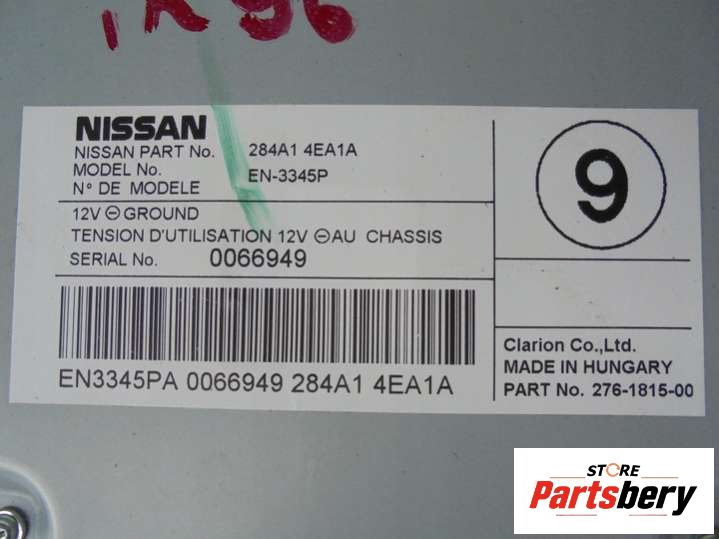 NISSAN
NISSAN PART No. 284A1 4EA1A
MODEL No. EN-3345P
N° DE MODELE
12V ⊖ GROUND
TENSION D'UTILISATION 12V ⊖ AU CHASSIS
SERIAL No. 0066949
EN3345PA 0066949 284A1 4EA1A
9
Clarion Co.,Ltd.
MADE IN HUNGARY
PART No. 276-1815-00
STORE
Partsbery